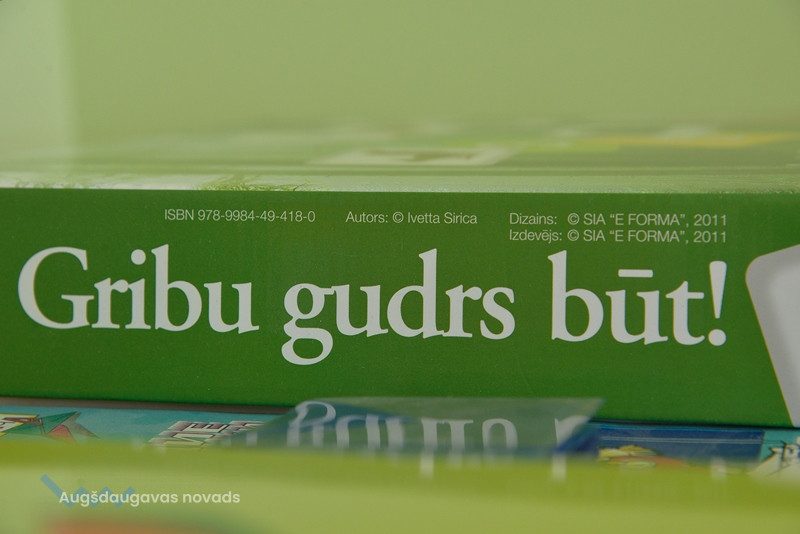 ISBN 978-9984-49-418-0 Autors: © Ivetta Sirica Dizains: © SIA “E FORMA”, 2011
Izdevējs: © SIA “E FORMA”, 2011
Gribu gudrs būt!
Augšdaugavas novads